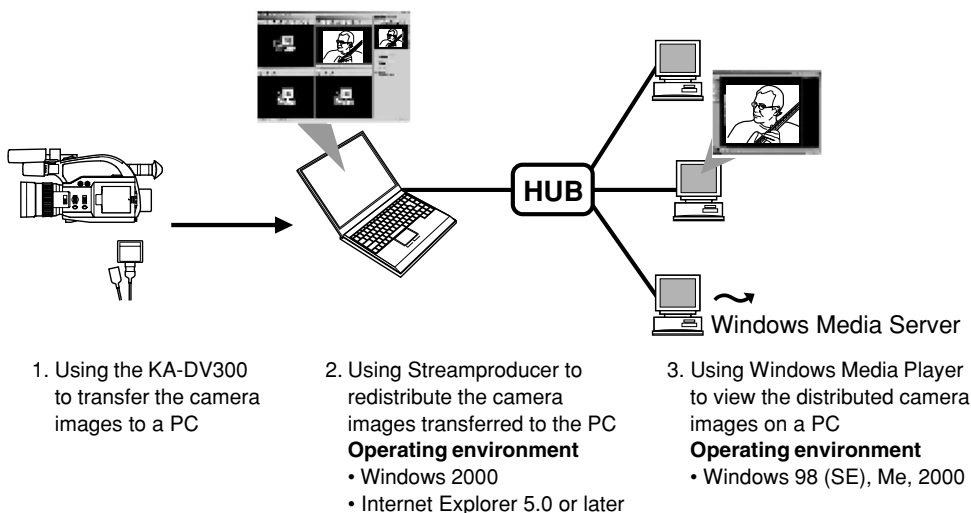 HUB
Windows Media Server
1. Using the KA-DV300
to transfer the camera
images to a PC
2. Using Streamproducer to
redistribute the camera
images transferred to the PC
Operating environment
• Windows 2000
• Internet Explorer 5.0 or later
3. Using Windows Media Player
to view the distributed camera
images on a PC
Operating environment
• Windows 98 (SE), Me, 2000